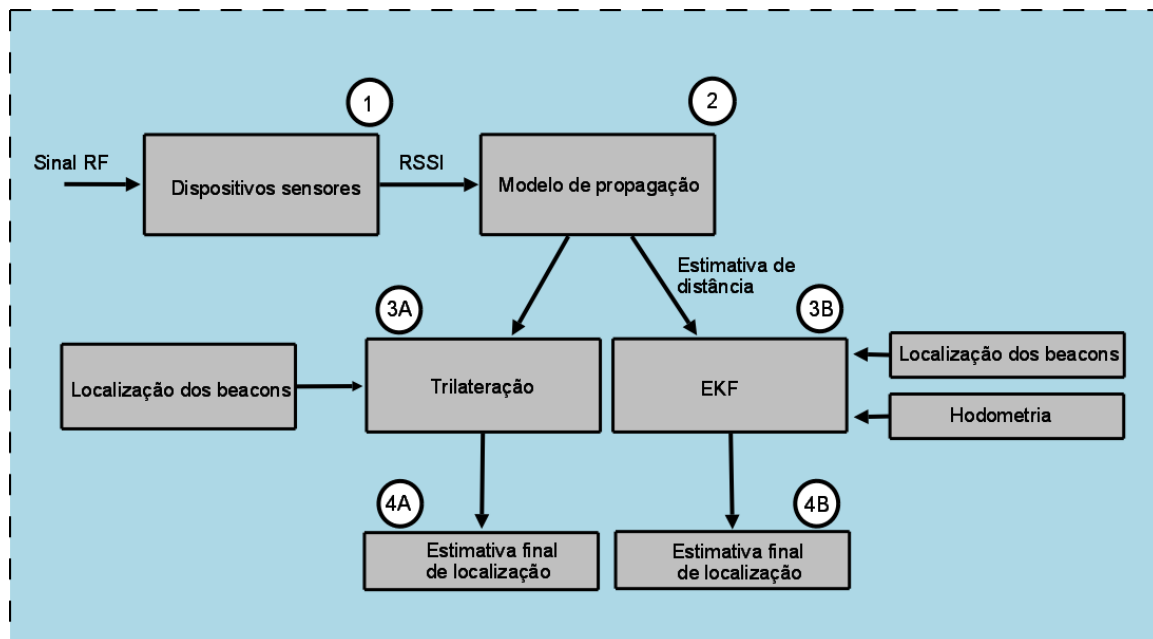 1
2
Sinal RF
Dispositivos sensores
RSSI
Modelo de propagação
Estimativa de
distância
3A
3B
Localização dos beacons
Trilateração
EKF
Localização dos beacons
Hodometria
4A
4B
Estimativa final
de localização
Estimativa final
de localização